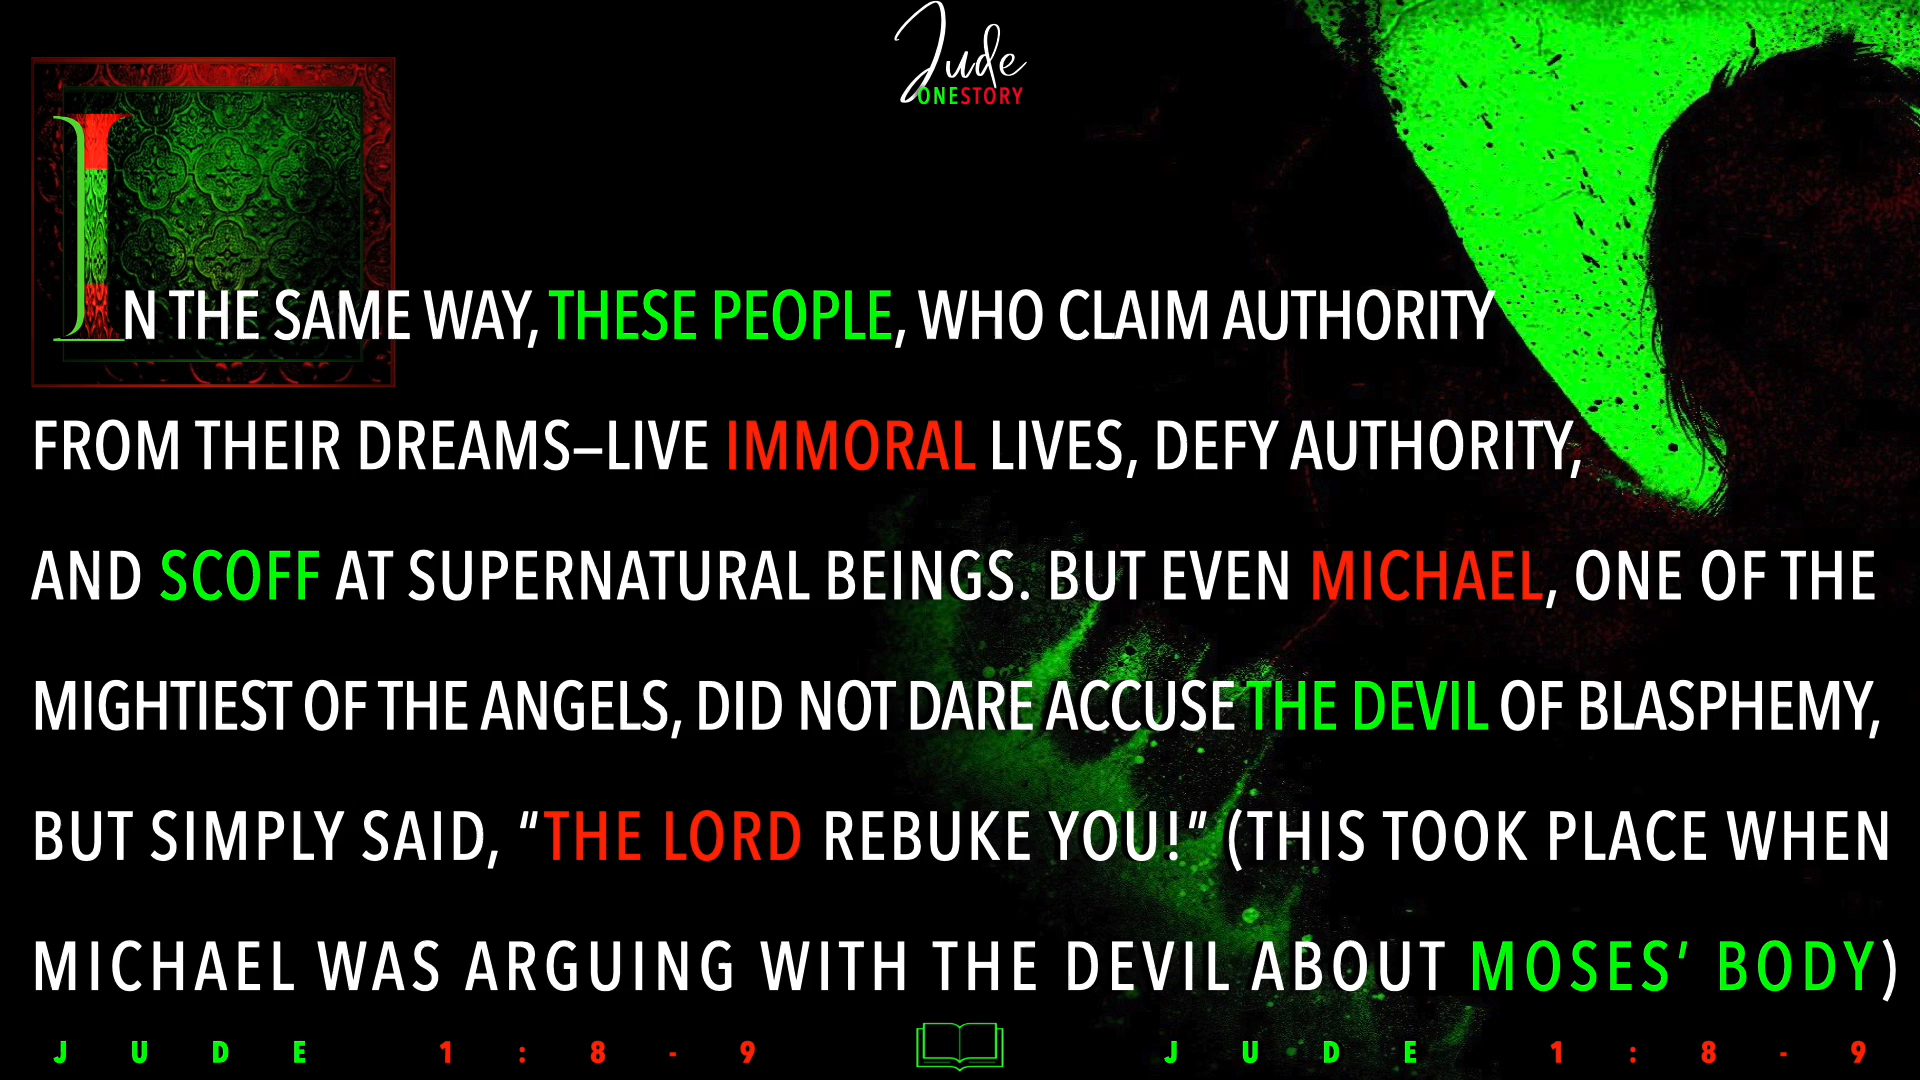 Jude
ONESTORY
IN THE SAME WAY, THESE PEOPLE, WHO CLAIM AUTHORITY
FROM THEIR DREAMS–LIVE IMMORAL LIVES, DEFY AUTHORITY,
AND SCOFF AT SUPERNATURAL BEINGS. BUT EVEN MICHAEL, ONE OF THE
MIGHTIEST OF THE ANGELS, DID NOT DARE ACCUSE THE DEVIL OF BLASPHEMY,
BUT SIMPLY SAID, “THE LORD REBUKE YOU!” (THIS TOOK PLACE WHEN
MICHAEL WAS ARGUING WITH THE DEVIL ABOUT MOSES’ BODY)
JUDE 1:8-9 JUDE 1:8-9